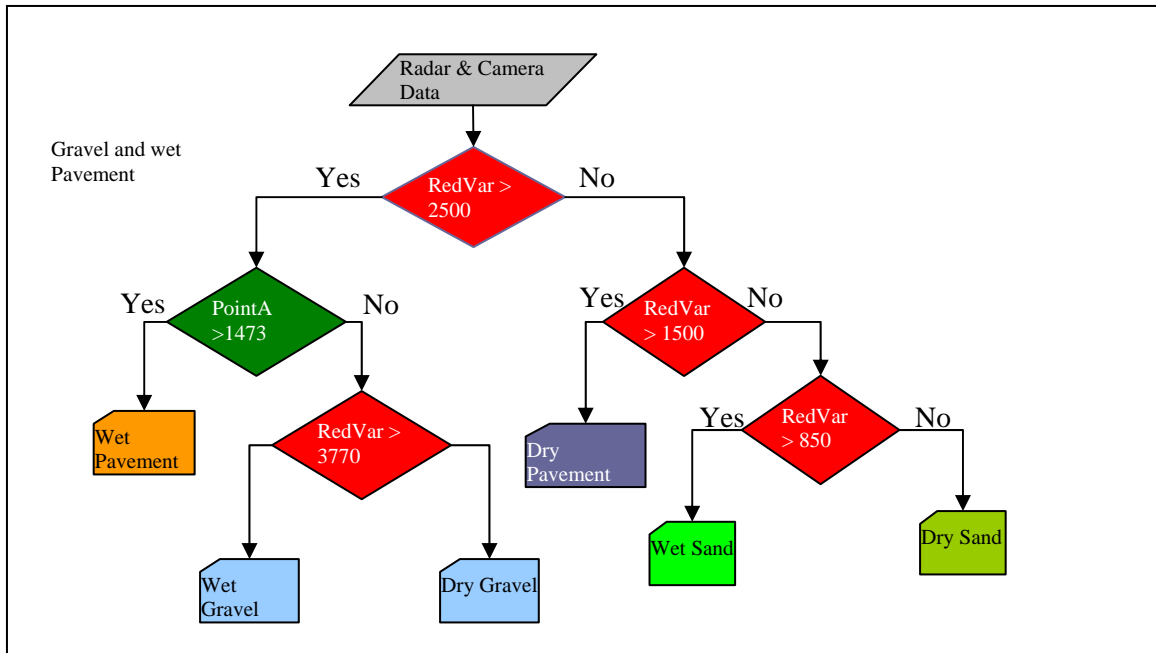 Radar & Camera
Data
Gravel and wet
Pavement
Yes
RedVar >
2500
No
Yes
PointA
>1473
No
Yes
RedVar
> 1500
No
Wet
Pavement
RedVar >
3770
Dry
Pavement
Yes
RedVar
> 850
No
Wet
Gravel
Dry Gravel
Wet Sand
Dry Sand